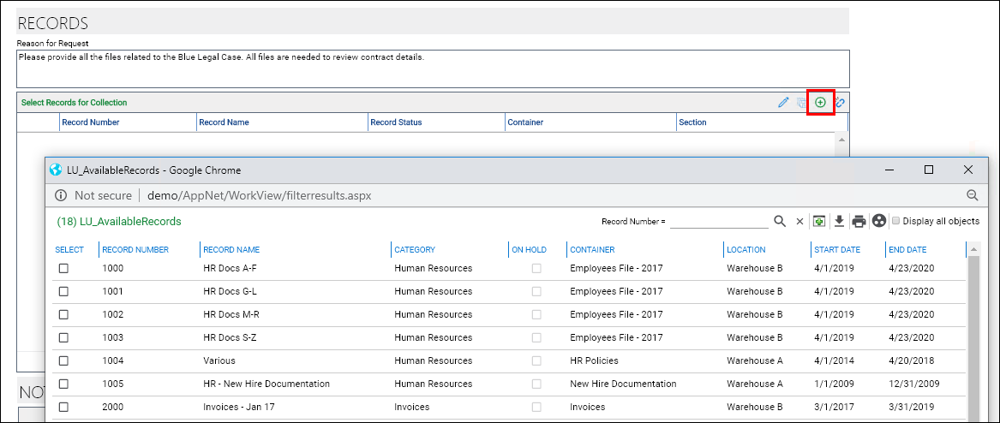 RECORDS
Reason for Request
Please provide all the files related to the Blue Legal Case. All files are needed to review contract details.
Select Records for Collection
Record Number Record Name Record Status Container Section
LU_AvailableRecords - Google Chrome
Not secure demo/AppNet/WorkView/filterresults.aspx
(18) LU_AvailableRecords Record Number = Display all objects
SELECT RECORD NUMBER RECORD NAME CATEGORY ON HOLD CONTAINER LOCATION START DATE END DATE
1000 HR Docs A-F Human Resources Employees File - 2017 Warehouse B 4/1/2019 4/23/2020
1001 HR Docs G-L Human Resources Employees File - 2017 Warehouse B 4/1/2019 4/23/2020
1002 HR Docs M-R Human Resources Employees File - 2017 Warehouse B 4/1/2019 4/23/2020
1003 HR Docs S-Z Human Resources Employees File - 2017 Warehouse B 4/1/2019 4/23/2020
1004 Various Human Resources HR Policies Warehouse A 4/1/2014 4/20/2018
1005 HR - New Hire Documentation Human Resources New Hire Documentation Warehouse A 1/1/2009 12/31/2009
NO
2000 Invoices - Jan 17 Invoices Invoices Warehouse B 3/1/2017 3/31/2019